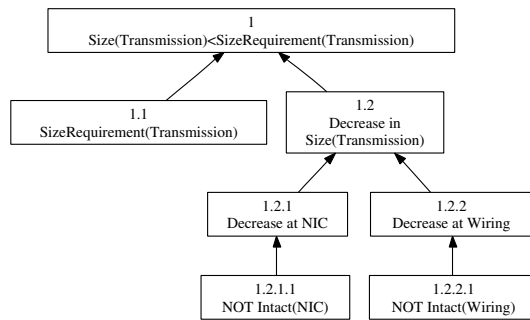 1
Size(Transmission)<SizeRequirement(Transmission)
1.1
SizeRequirement(Transmission)
1.2
Decrease in
Size(Transmission)
1.2.1
Decrease at NIC
1.2.2
Decrease at Wiring
1.2.1.1
NOT Intact(NIC)
1.2.2.1
NOT Intact(Wiring)